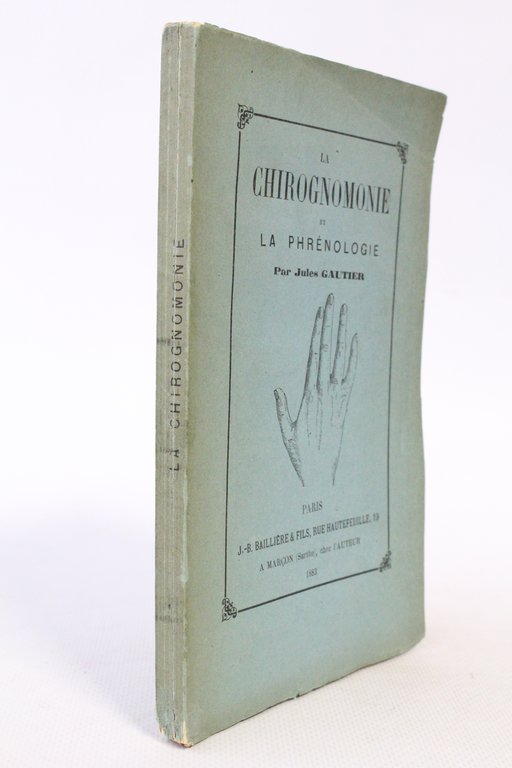 LA CHIROGNOMONIE
LA
CHIROGNOMONIE
ET
LA PHRÉNOLOGIE
Par Jules GAUTIER
PARIS
J.-B. BAILLIÈRE & FILS, RUE HAUTEFEUILLE, 19
A MARÇON (Sarthe), chez l'AUTEUR
1883